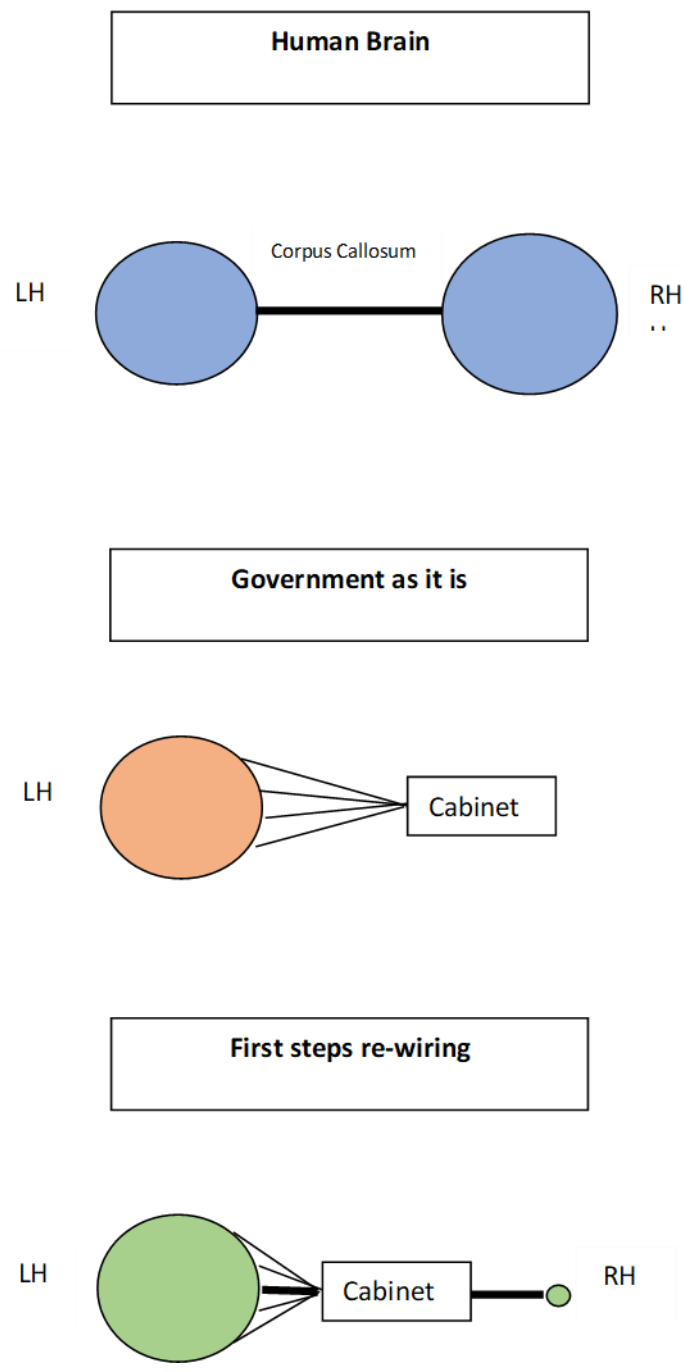 Human Brain
Corpus Callosum
LH
RH
Government as it is
LH
Cabinet
First steps re-wiring
LH
Cabinet
RH